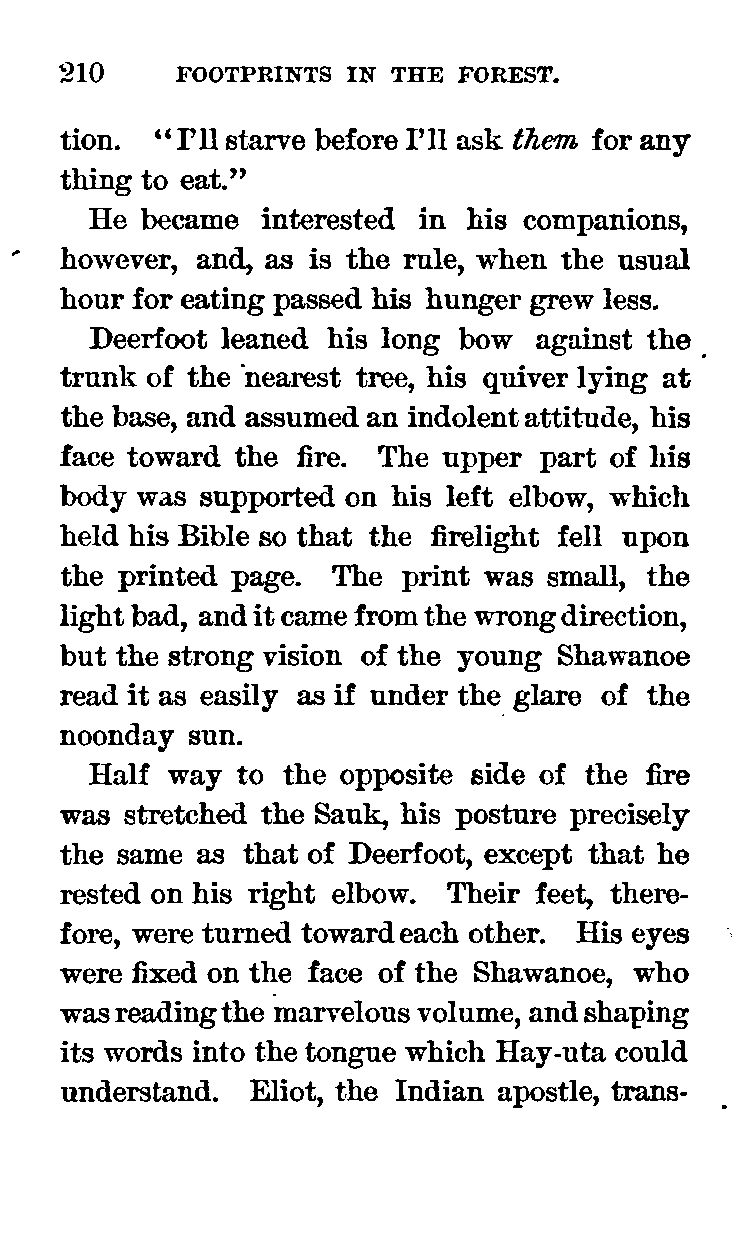 210 FOOTPRINTS IN THE FOREST.
tion. "I'll starve before I'll ask them for any
thing to eat."
He became interested in his companions,
however, and, as is the rule, when the usual
hour for eating passed his hunger grew less.
Deerfoot leaned his long bow against the
trunk of the nearest tree, his quiver lying at
the base, and assumed an indolent attitude, his
face toward the fire. The upper part of his
body was supported on his left elbow, which
held his Bible so that the firelight fell upon
the printed page. The print was small, the
light bad, and it came from the wrong direction,
but the strong vision of the young Shawanoe
read it as easily as if under the glare of the
noonday sun.
Half way to the opposite side of the fire
was stretched the Sauk, his posture precisely
the same as that of Deerfoot, except that he
rested on his right elbow. Their feet, there-
fore, were turned toward each other. His eyes
were fixed on the face of the Shawanoe, who
was reading the marvelous volume, and shaping
its words into the tongue which Hay-uta could
understand. Eliot, the Indian apostle, trans-